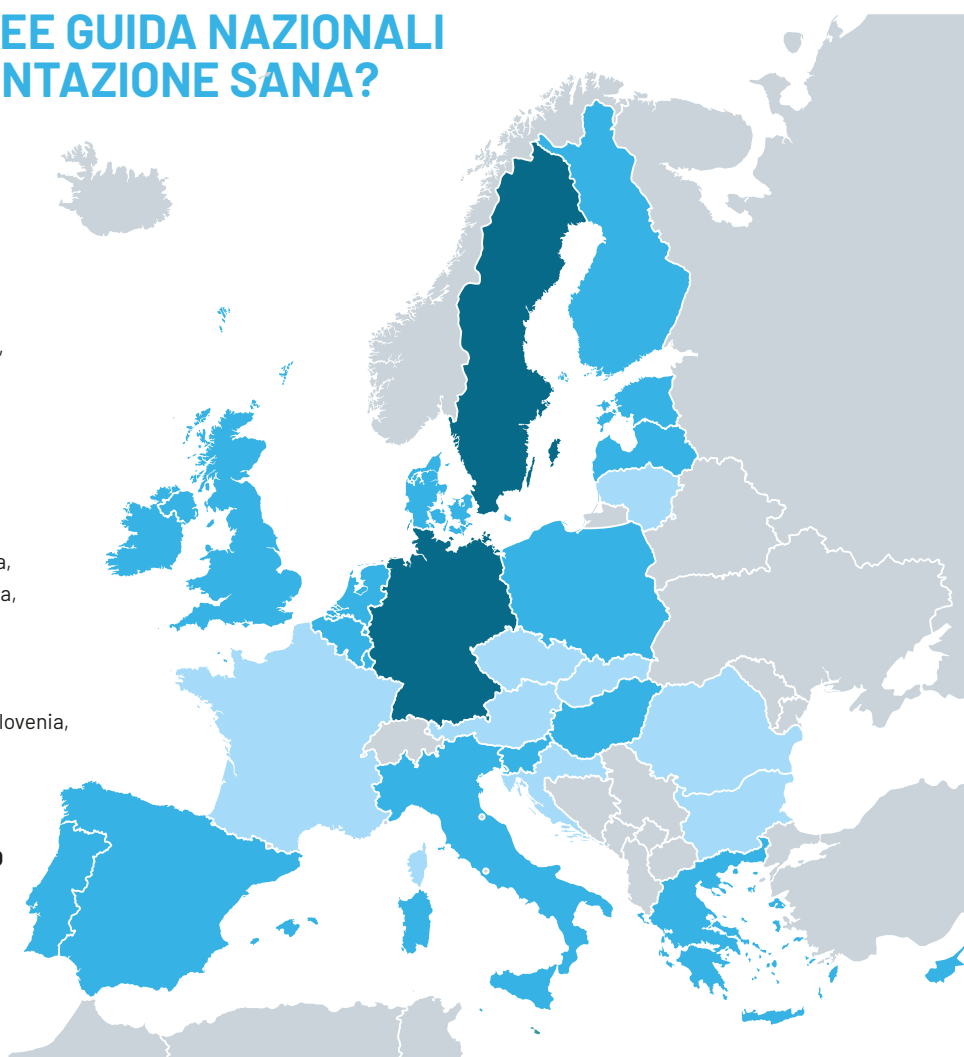 EE GUIDA NAZIONALI
NTAZIONE SANA?
,
a,
a,
lovenia,